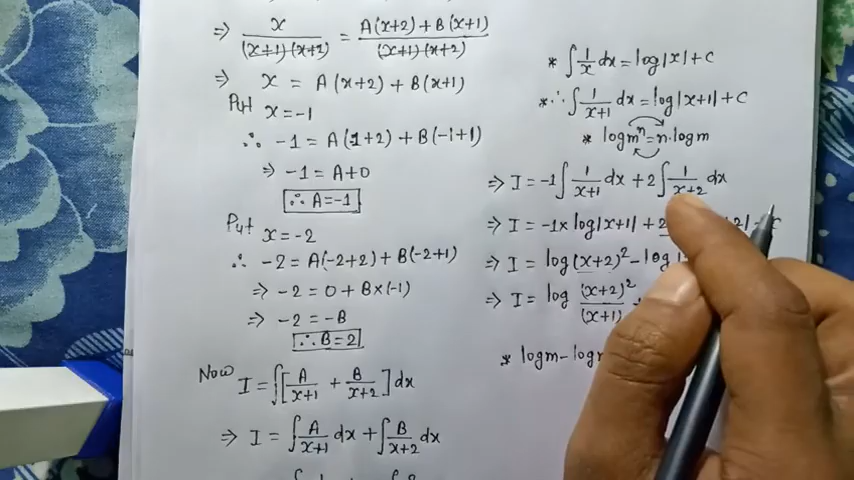 ⇒ x/((x+1)(x+2)) = (A(x+2)+B(x+1))/((x+1)(x+2))
⇒ x = A(x+2)+B(x+1)
Put x=-1
∴ -1 = A(1+2)+B(-1+1)
⇒ -1 = A+0
∴ A=-1
Put x=-2
∴ -2 = A(-2+2)+B(-2+1)
⇒ -2 = 0+B×(-1)
⇒ -2 = -B
∴ B=2
Now I = ∫[A/(x+1) + B/(x+2)]dx
⇒ I = ∫A/(x+1) dx + ∫B/(x+2) dx
* ∫1/x dx = log|x|+c
* ∴ ∫1/(x+1) dx = log|x+1|+c
* log m^n = n·log m
⇒ I = -1∫1/(x+1) dx + 2∫1/(x+2) dx
⇒ I = -1× log|x+1| + 2
⇒ I = log(x+2)² - log
⇒ I = log (x+2)²/(x+1)
* log m - log